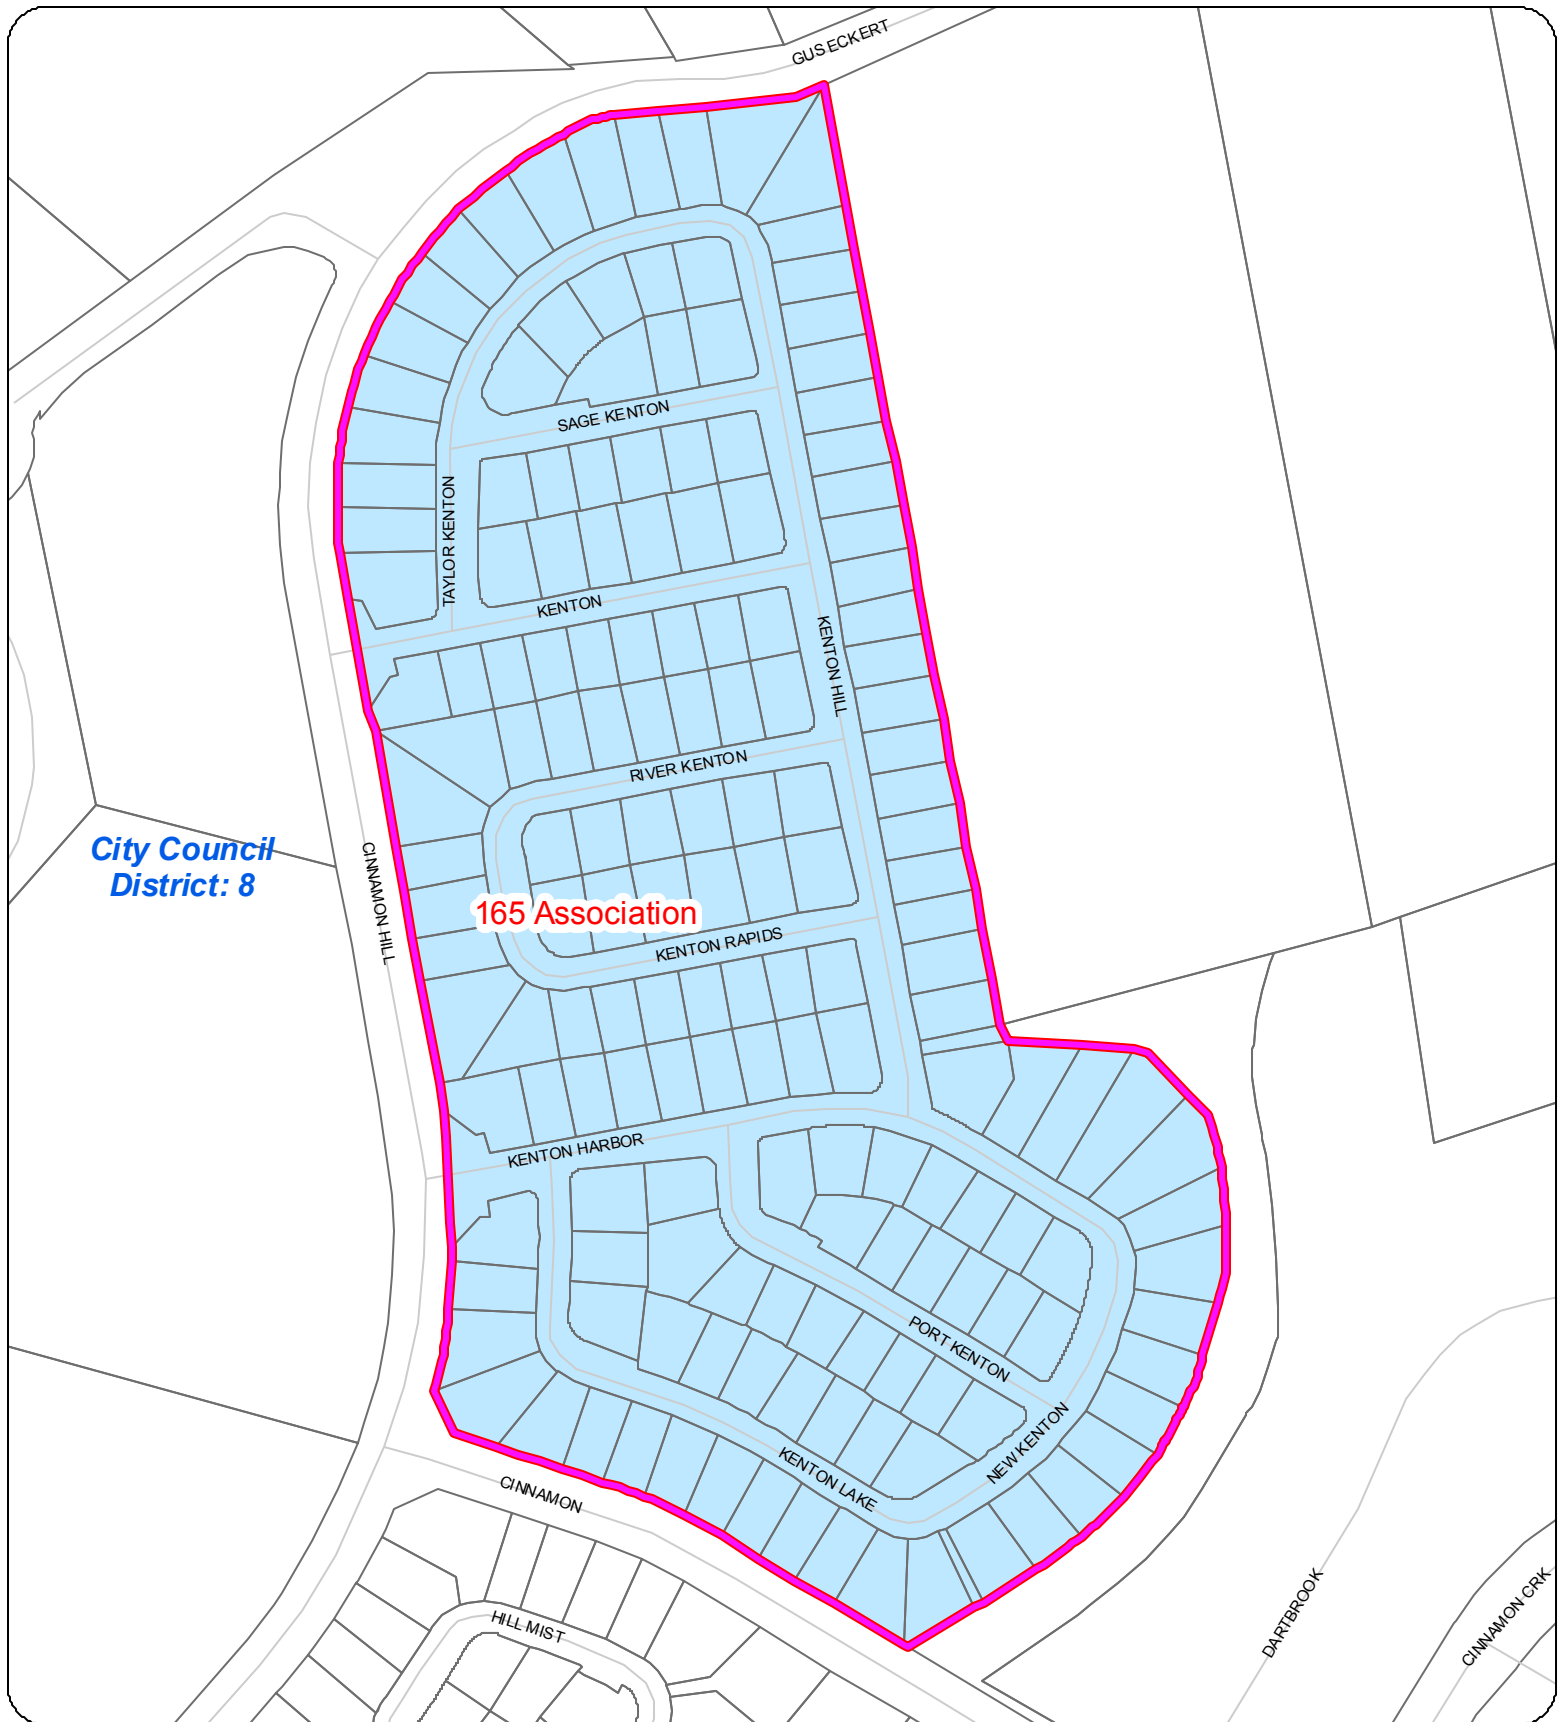 GUS ECKERT
SAGE KENTON
TAYLOR KENTON
KENTON
KENTON HILL
RIVER KENTON
City Council
District: 8
CINNAMON HILL
165 Association
KENTON RAPIDS
KENTON HARBOR
PORT KENTON
NEW KENTON
KENTON LAKE
CINNAMON
HILL MIST
DARTBROOK
CINNAMON CRK